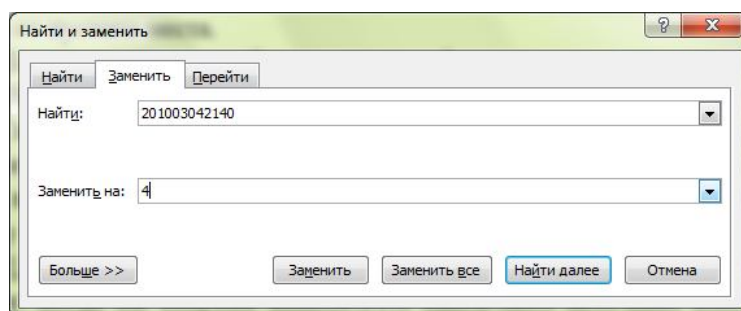 Найти и заменить
Найти Заменить Перейти
Найти: 201003042140
Заменить на: 4
Больше >> Заменить Заменить все Найти далее Отмена